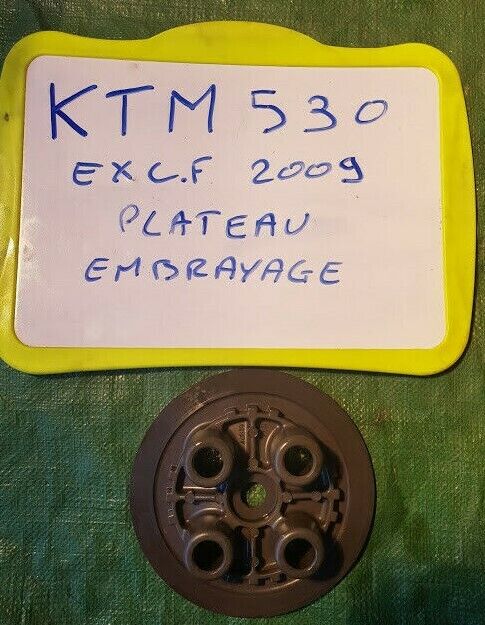 KTM 530
EXC.F 2009
PLATEAU
EMBRAYAGE